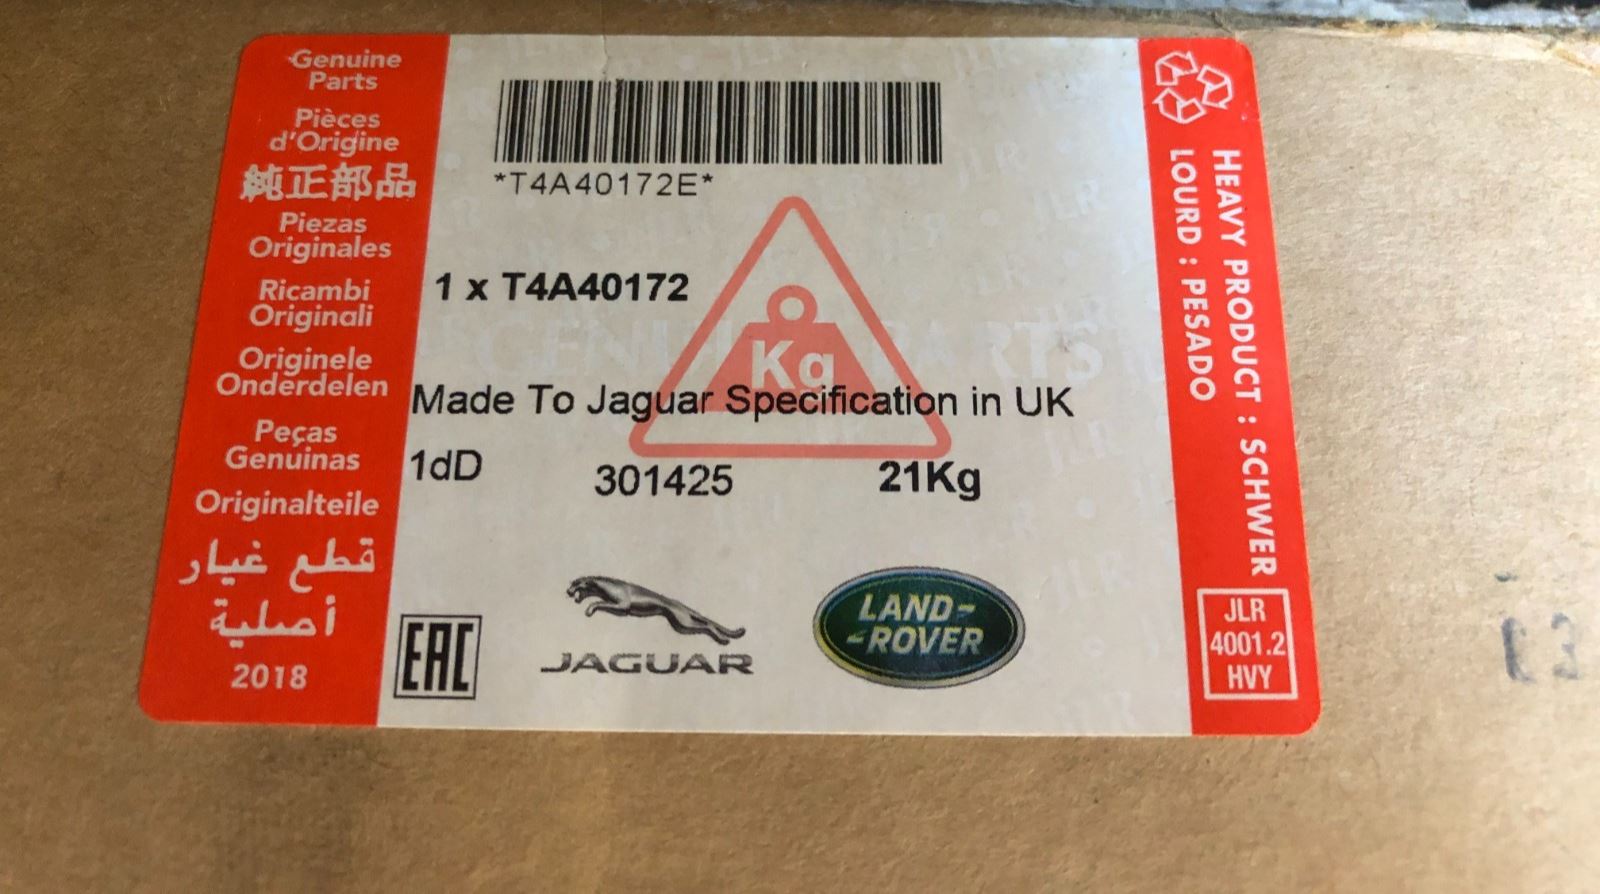 Genuine
Parts
Pièces
d'Origine
純正部品
Piezas
Originales
Ricambi
Originali
Originele
Onderdelen
Peças
Genuinas
Originalteile
قطع غيار
أصلية
2018
*T4A40172E*
1 x T4A40172
GENUINE PARTS
Kg
Made To Jaguar Specification in UK
1dD 301425 21Kg
EAC
JAGUAR
LAND-
-ROVER
HEAVY PRODUCT : SCHWER
LOURD : PESADO
JLR
4001.2
HVY